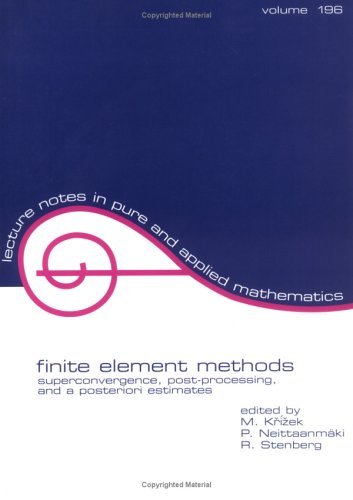 Copyrighted Material
volume 196
lecture notes in pure and applied mathematics
finite element methods
superconvergence, post-processing,
and a posteriori estimates
edited by
M. Křížek
P. Neittaanmäki
R. Stenberg
Copyrighted Material